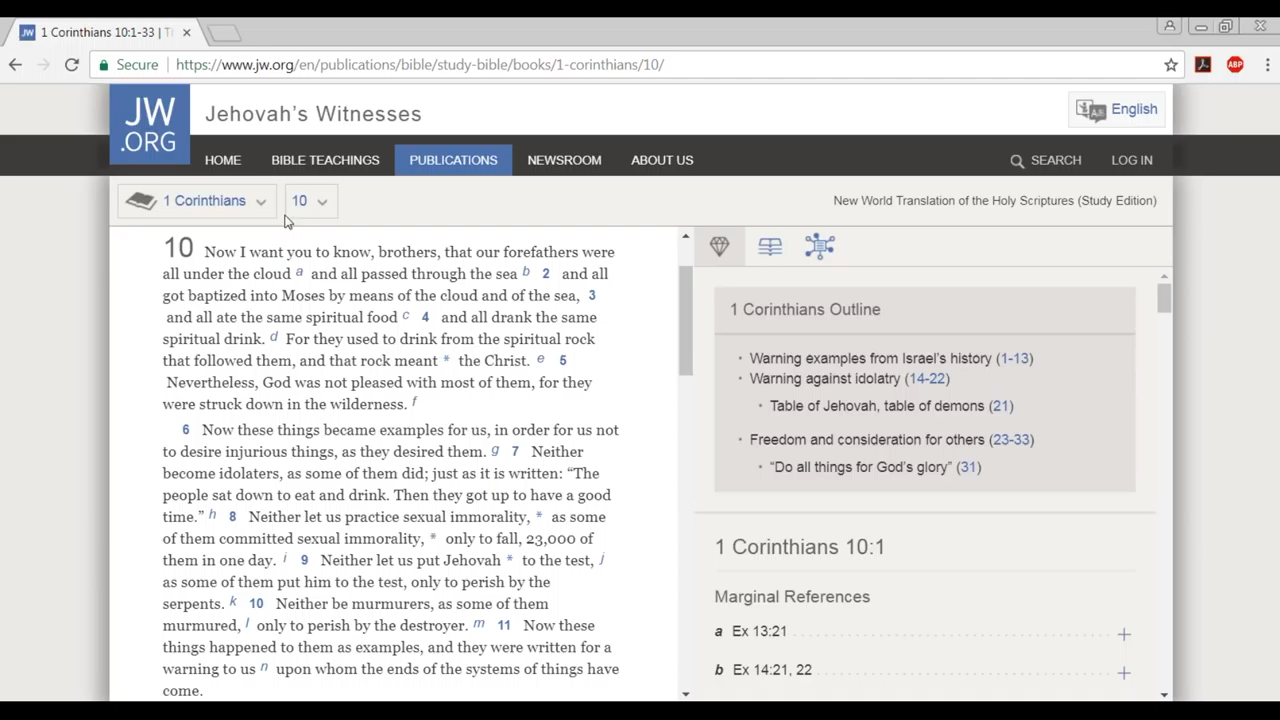 1 Corinthians 10:1-33 | T
Secure https://www.jw.org/en/publications/bible/study-bible/books/1-corinthians/10/
ABP
JW
.ORG
Jehovah's Witnesses
English
HOME BIBLE TEACHINGS PUBLICATIONS NEWSROOM ABOUT US SEARCH LOG IN
1 Corinthians 10 New World Translation of the Holy Scriptures (Study Edition)
10 Now I want you to know, brothers, that our forefathers were
all under the cloud a and all passed through the sea b 2 and all
got baptized into Moses by means of the cloud and of the sea, 3
and all ate the same spiritual food c 4 and all drank the same
spiritual drink. d For they used to drink from the spiritual rock
that followed them, and that rock meant * the Christ. e 5
Nevertheless, God was not pleased with most of them, for they
were struck down in the wilderness. f
6 Now these things became examples for us, in order for us not
to desire injurious things, as they desired them. g 7 Neither
become idolaters, as some of them did; just as it is written: “The
people sat down to eat and drink. Then they got up to have a good
time.” h 8 Neither let us practice sexual immorality, * as some
of them committed sexual immorality, * only to fall, 23,000 of
them in one day. i 9 Neither let us put Jehovah * to the test, j
as some of them put him to the test, only to perish by the
serpents. k 10 Neither be murmurers, as some of them
murmured, l only to perish by the destroyer. m 11 Now these
things happened to them as examples, and they were written for a
warning to us n upon whom the ends of the systems of things have
come.
1 Corinthians Outline
• Warning examples from Israel's history (1-13)
• Warning against idolatry (14-22)
• Table of Jehovah, table of demons (21)
• Freedom and consideration for others (23-33)
• “Do all things for God's glory” (31)
1 Corinthians 10:1
Marginal References
a Ex 13:21
b Ex 14:21, 22